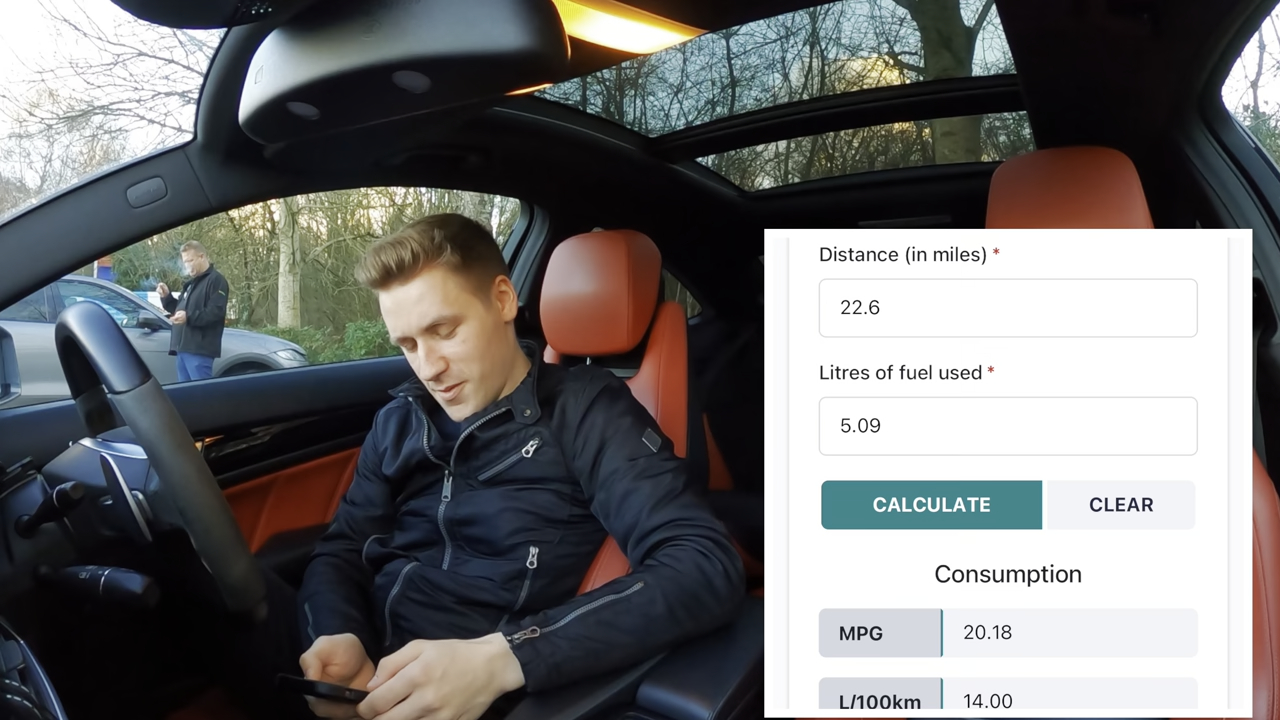 Distance (in miles) *
22.6
Litres of fuel used *
5.09
CALCULATE CLEAR
Consumption
MPG 20.18
L/100km 14.00